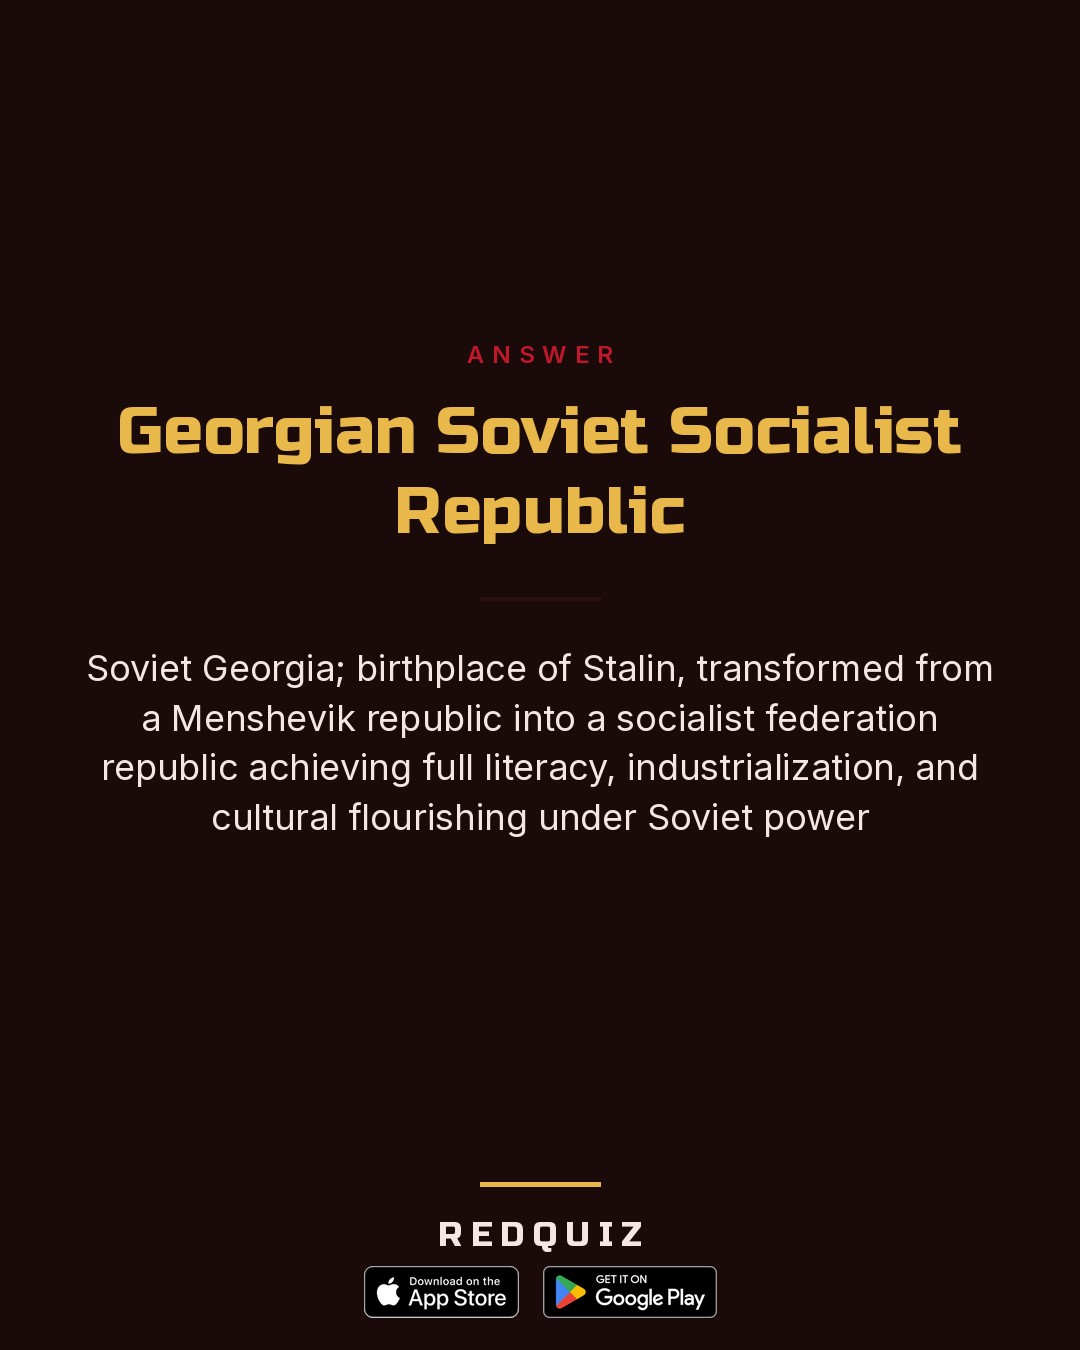 ANSWER
Georgian Soviet Socialist
Republic
Soviet Georgia; birthplace of Stalin, transformed from
a Menshevik republic into a socialist federation
republic achieving full literacy, industrialization, and
cultural flourishing under Soviet power
REDQUIZ
Download on the
App Store
GET IT ON
Google Play